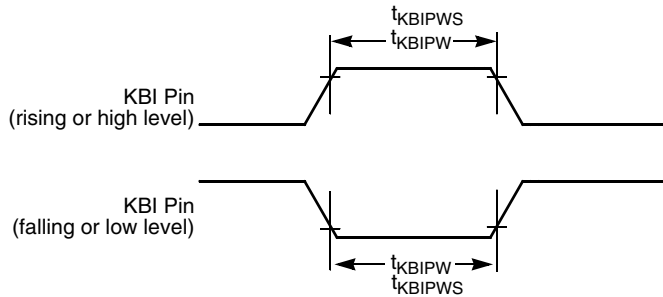 tKBIPWS
tKBIPW
KBI Pin
(rising or high level)
KBI Pin
(falling or low level)
tKBIPW
tKBIPWS